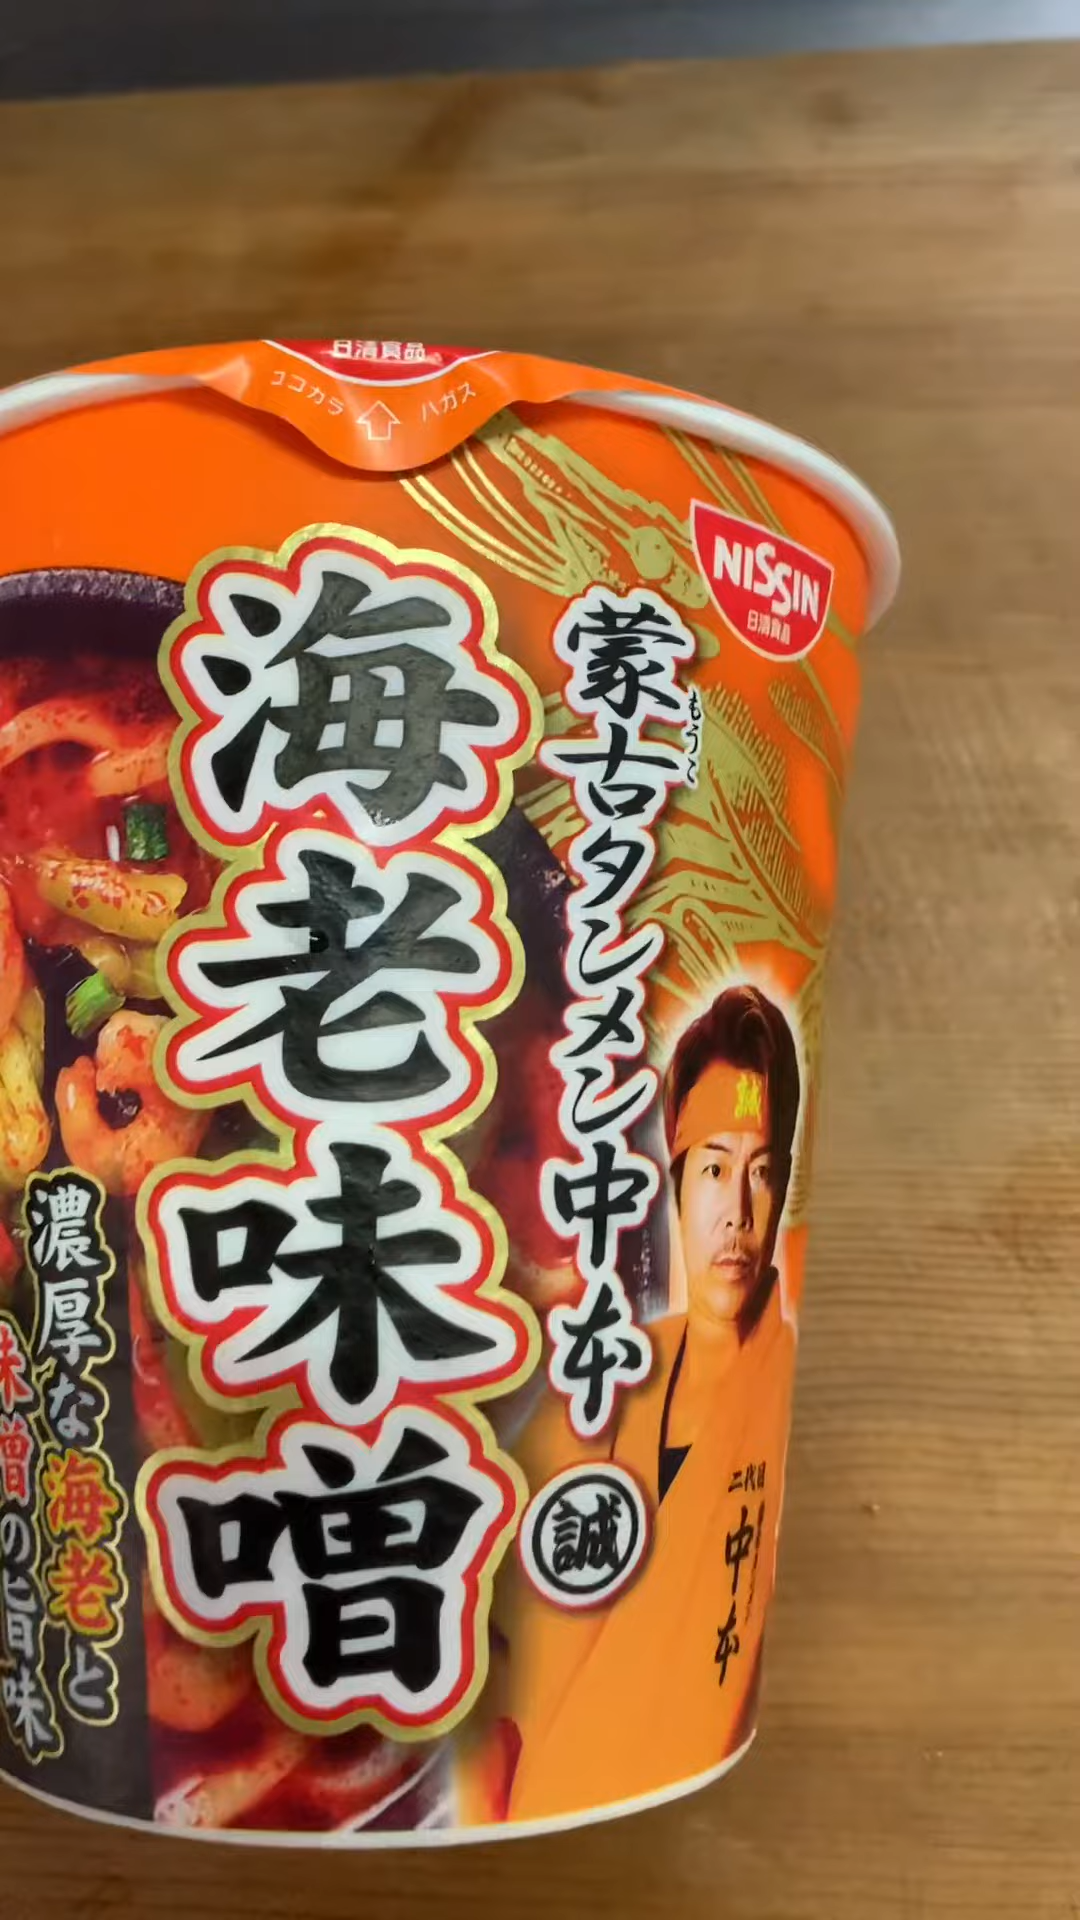 日清食品
ココカラ ハガス
NISSIN
日清食品
蒙古タンメン中本
もうこ
誠
海老味噌
濃厚な海老と
味噌の旨味
二代目
中本